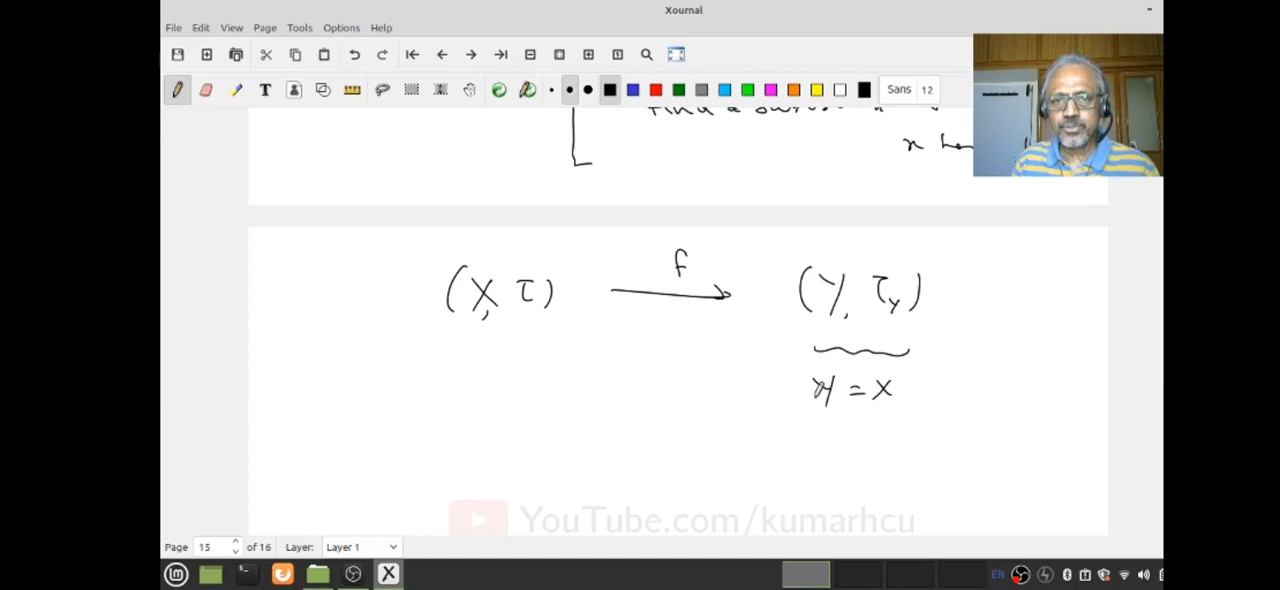 Xournal
File Edit View Page Tools Options Help
Sans 12
find a
x
(X, τ) f (Y, τ_Y)
Y = X
YouTube.com/kumarhcu
Page 15 of 16 Layer: Layer 1
EN